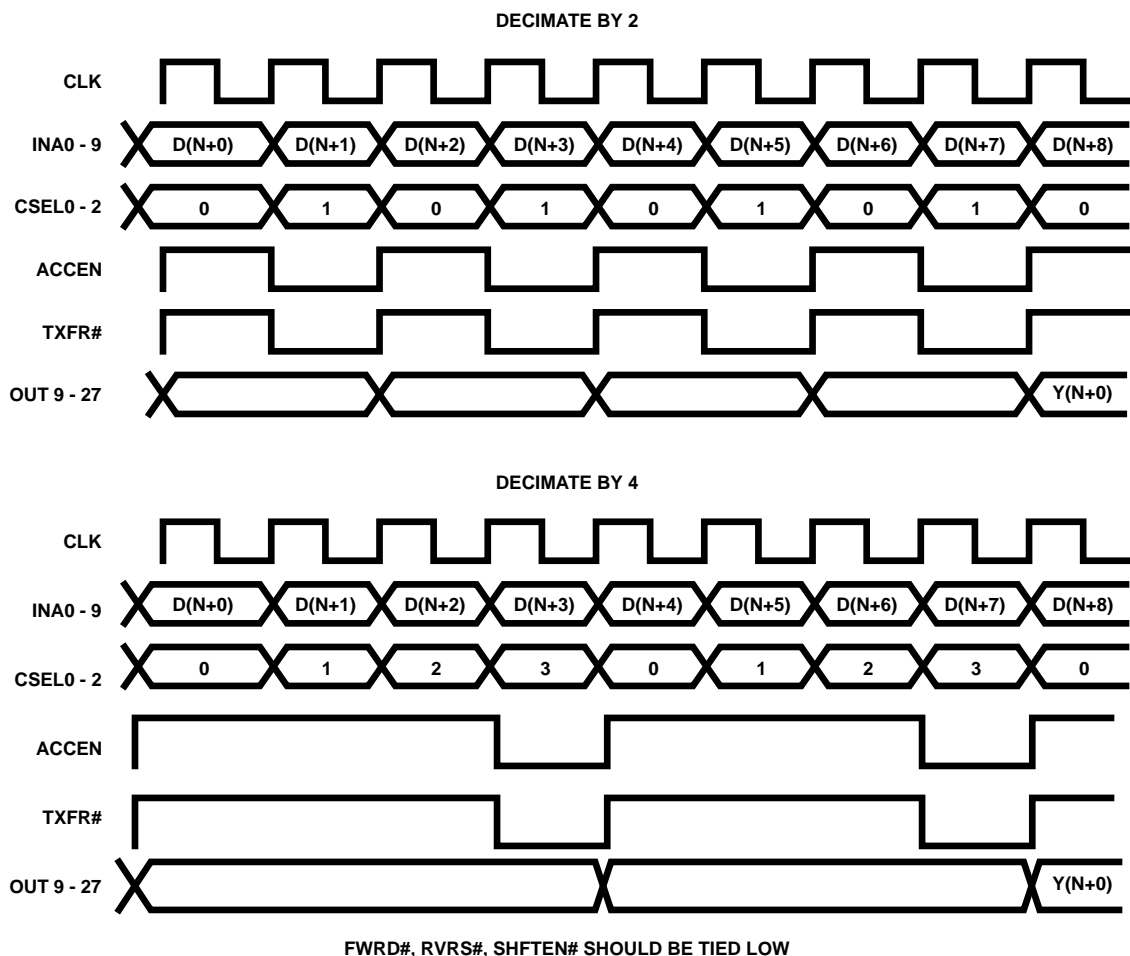 DECIMATE BY 2
CLK
INA0 - 9 D(N+0) D(N+1) D(N+2) D(N+3) D(N+4) D(N+5) D(N+6) D(N+7) D(N+8)
CSEL0 - 2 0 1 0 1 0 1 0 1 0
ACCEN
TXFR#
OUT 9 - 27 Y(N+0)
DECIMATE BY 4
CLK
INA0 - 9 D(N+0) D(N+1) D(N+2) D(N+3) D(N+4) D(N+5) D(N+6) D(N+7) D(N+8)
CSEL0 - 2 0 1 2 3 0 1 2 3 0
ACCEN
TXFR#
OUT 9 - 27 Y(N+0)
FWRD#, RVRS#, SHFTEN# SHOULD BE TIED LOW